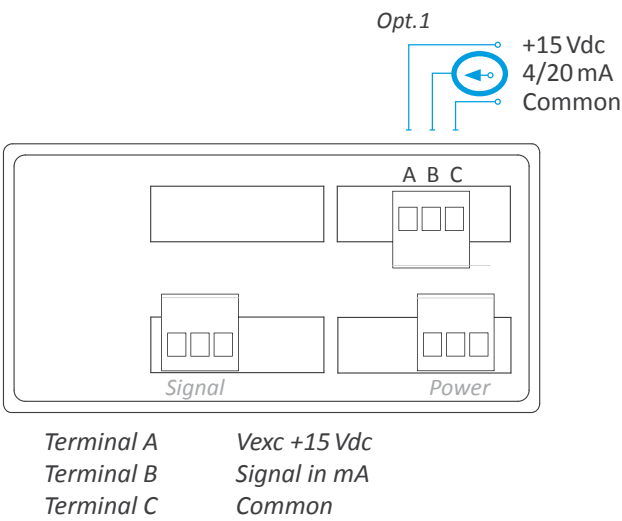 Opt.1
+15 Vdc
4/20 mA
Common
A B C
Signal
Power
Terminal A Vexc +15 Vdc
Terminal B Signal in mA
Terminal C Common